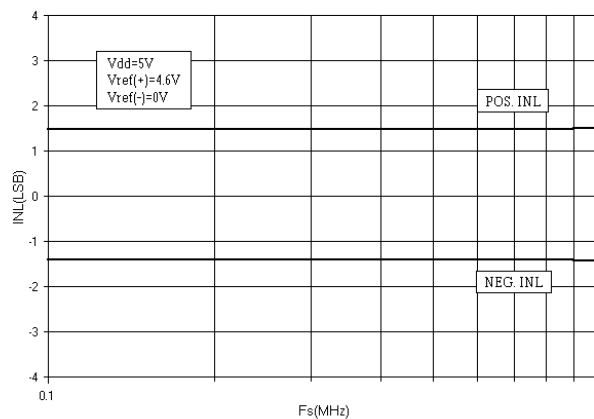 4
3
2
1
0
-1
-2
-3
-4
INL(LSB)
Vdd=5V
Vref(+)=4.6V
Vref(-)=0V
POS. INL
NEG. INL
0.1
Fs(MHz)